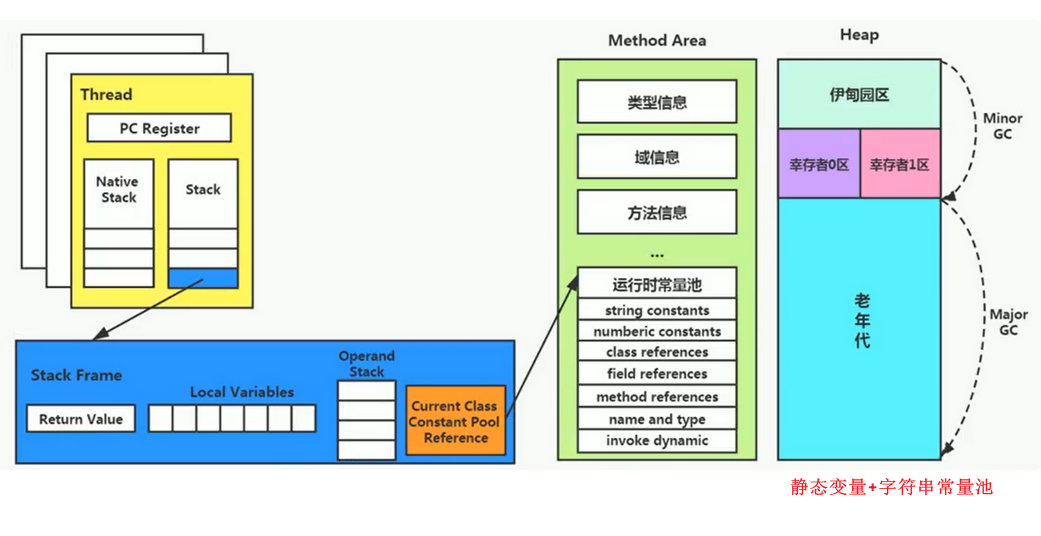 Thread
PC Register
Native
Stack
Stack
Stack Frame
Return Value
Local Variables
Operand
Stack
Current Class
Constant Pool
Reference
Method Area
类型信息
域信息
方法信息
...
运行时常量池
string constants
numberic constants
class references
field references
method references
name and type
invoke dynamic
Heap
伊甸园区
幸存者0区
幸存者1区
老
年
代
Minor
GC
Major
GC
静态变量+字符串常量池